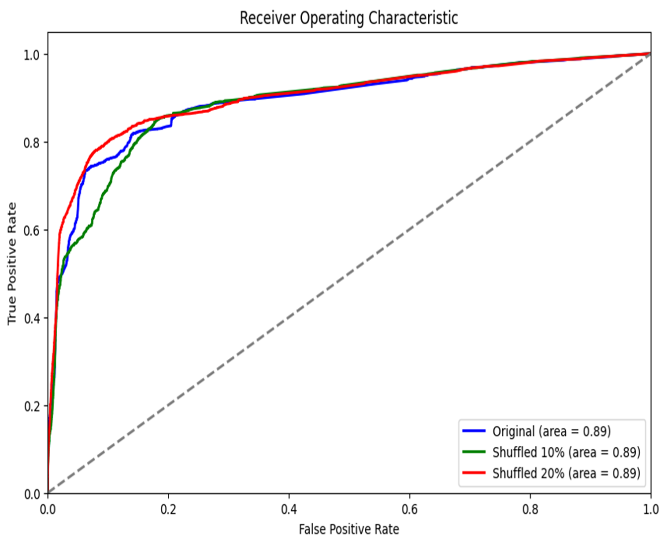 Receiver Operating Characteristic
True Positive Rate
1.0
0.8
0.6
0.4
0.2
0.0
Original (area = 0.89)
Shuffled 10% (area = 0.89)
Shuffled 20% (area = 0.89)
0.0 0.2 0.4 0.6 0.8 1.0
False Positive Rate